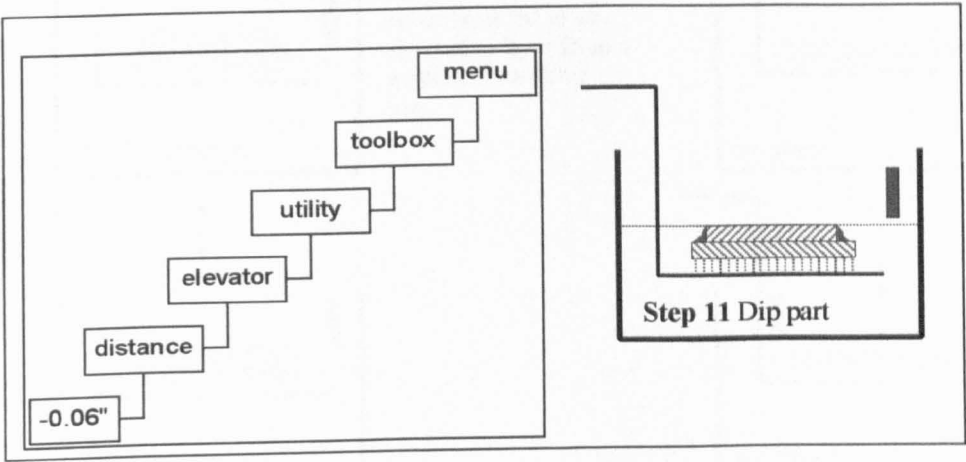 menu
toolbox
utility
elevator
distance
-0.06"
Step 11 Dip part